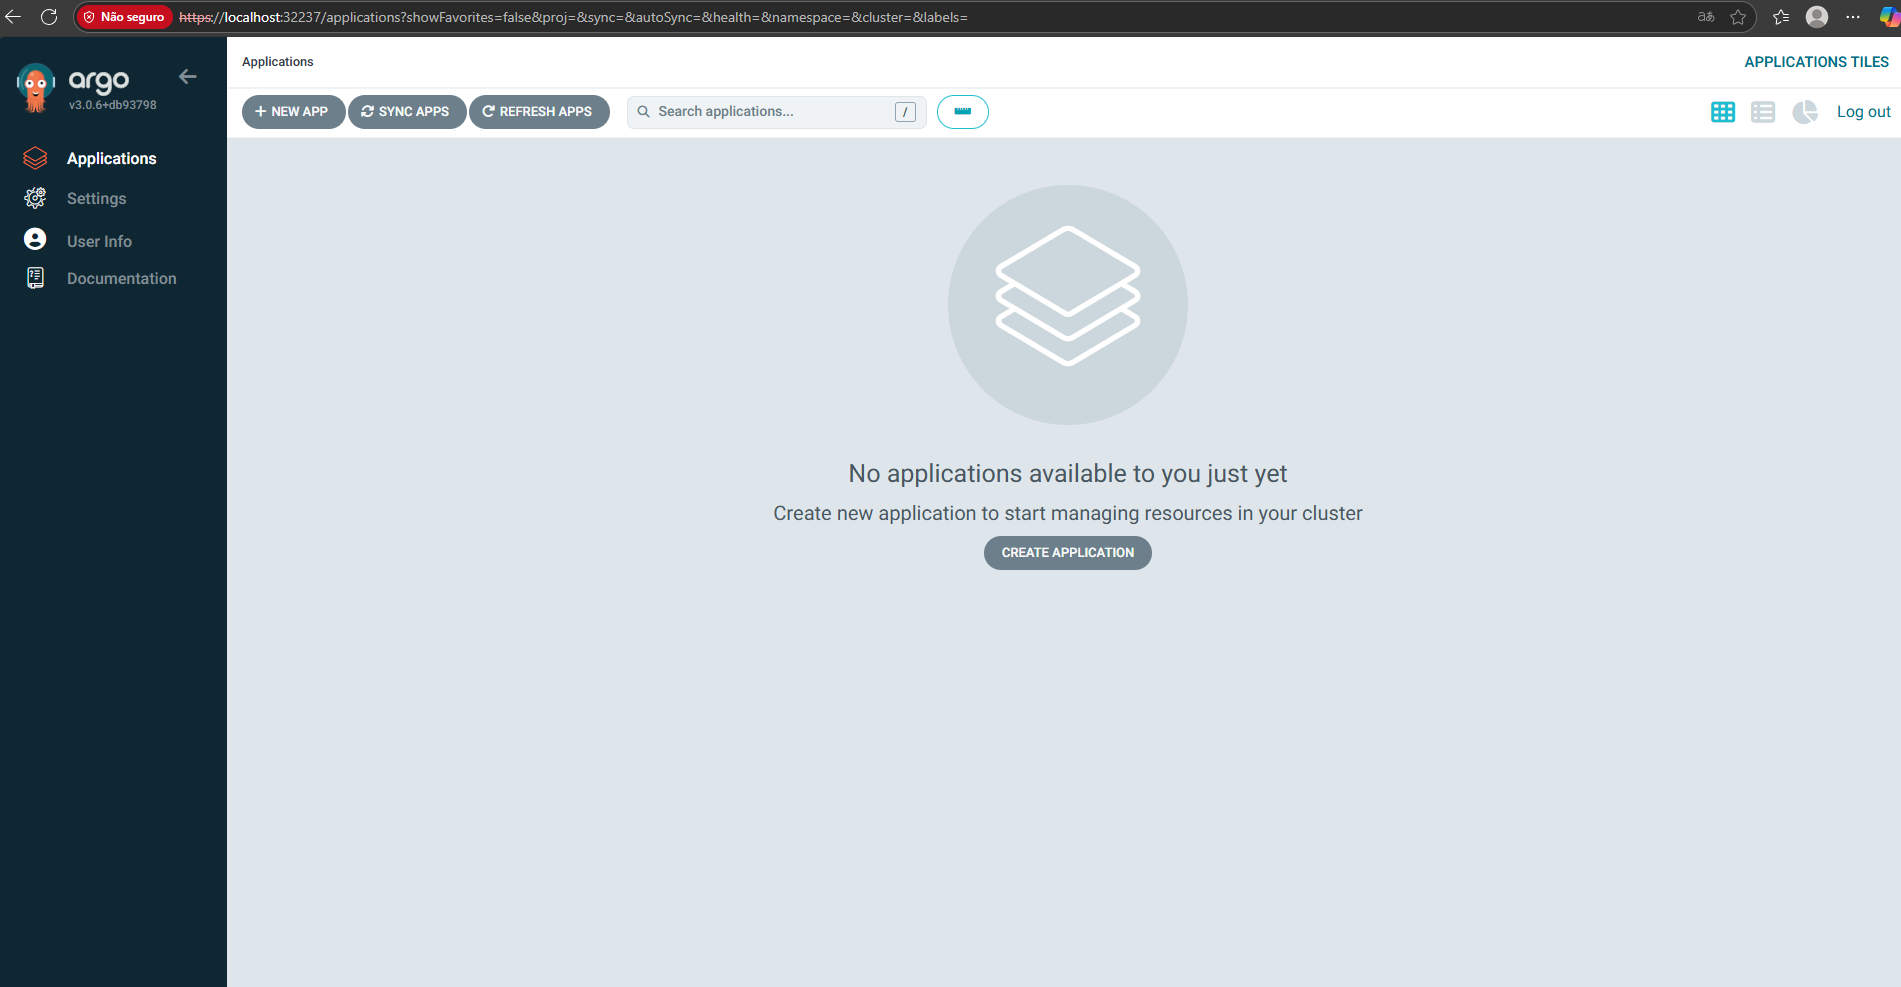 Não seguro https://localhost:32237/applications?showFavorites=false&proj=&sync=&autoSync=&health=&namespace=&cluster=&labels= aあ
argo
v3.0.6+db93798
Applications
Settings
User Info
Documentation
Applications APPLICATIONS TILES
NEW APP SYNC APPS REFRESH APPS Search applications... / Log out
No applications available to you just yet
Create new application to start managing resources in your cluster
CREATE APPLICATION